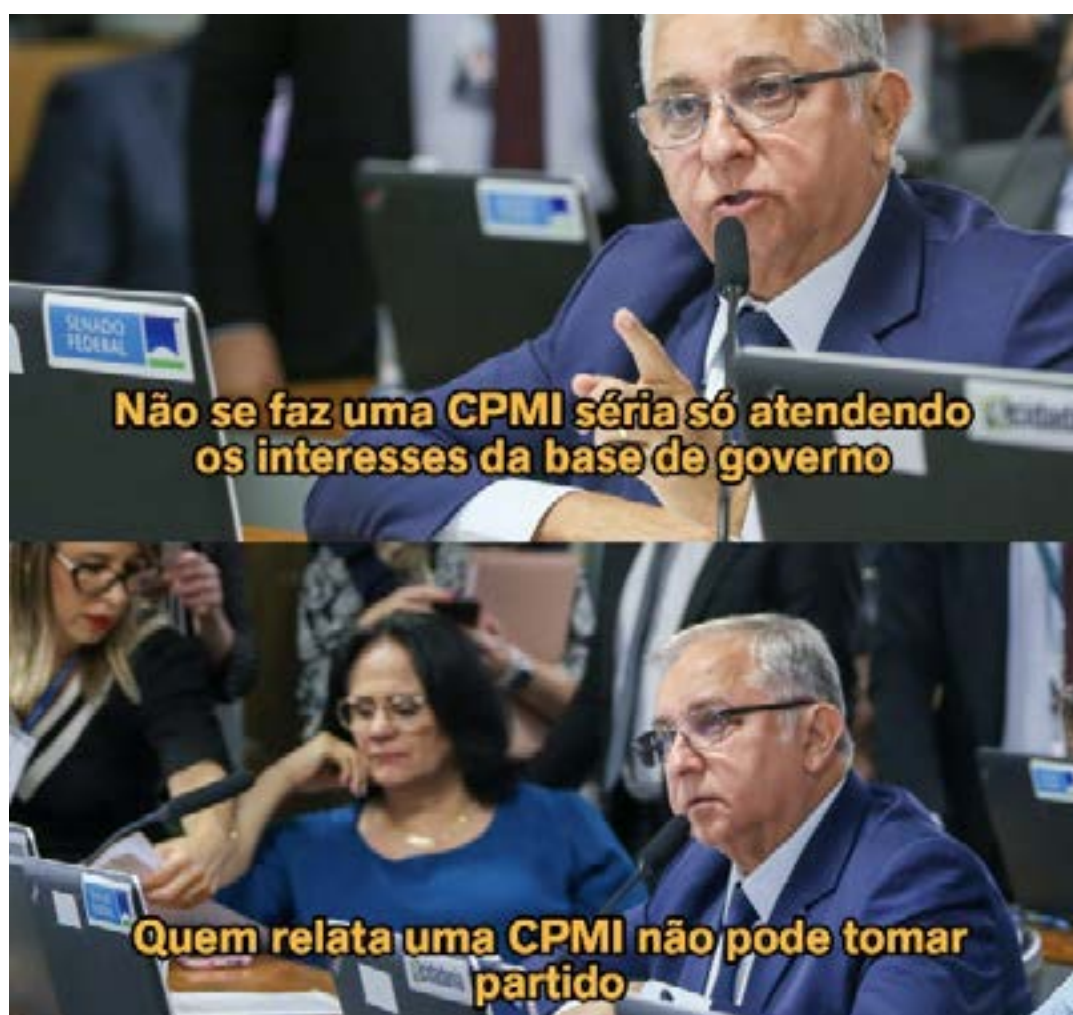 SENADO
FEDERAL
Não se faz uma CPMI séria só atendendo
os interesses da base de governo
Quem relata uma CPMI não pode tomar
partido